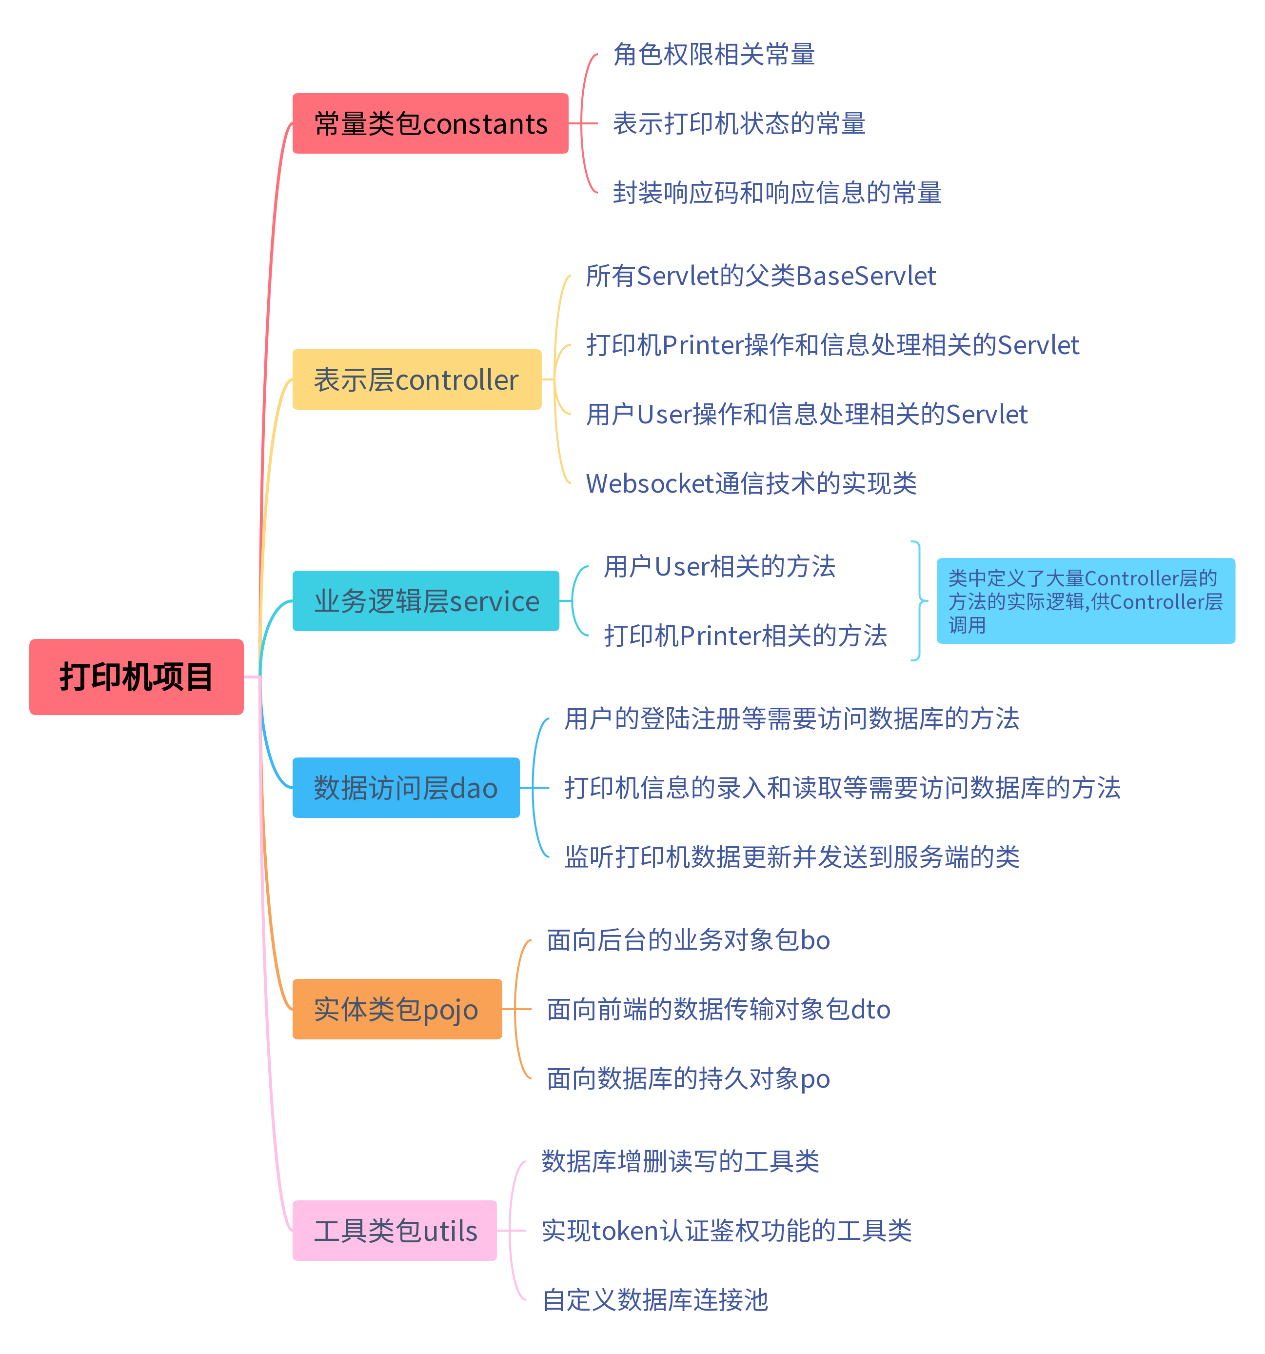 打印机项目
常量类包constants
角色权限相关常量
表示打印机状态的常量
封装响应码和响应信息的常量
表示层controller
所有Servlet的父类BaseServlet
打印机Printer操作和信息处理相关的Servlet
用户User操作和信息处理相关的Servlet
Websocket通信技术的实现类
业务逻辑层service
用户User相关的方法
打印机Printer相关的方法
类中定义了大量Controller层的
方法的实际逻辑,供Controller层
调用
数据访问层dao
用户的登陆注册等需要访问数据库的方法
打印机信息的录入和读取等需要访问数据库的方法
监听打印机数据更新并发送到服务端的类
实体类包pojo
面向后台的业务对象包bo
面向前端的数据传输对象包dto
面向数据库的持久对象po
工具类包utils
数据库增删读写的工具类
实现token认证鉴权功能的工具类
自定义数据库连接池